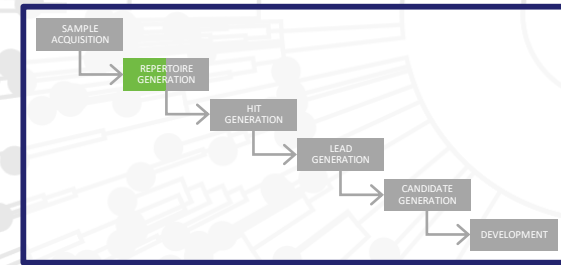 SAMPLE
ACQUISITION
REPERTOIRE
GENERATION
HIT
GENERATION
LEAD
GENERATION
CANDIDATE
GENERATION
DEVELOPMENT